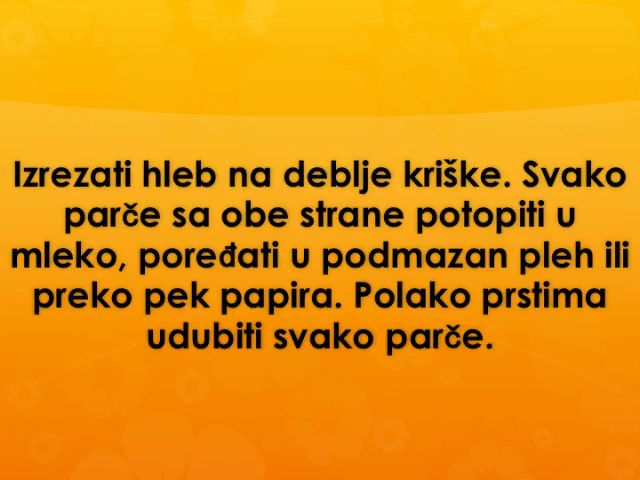 Izrezati hleb na deblje kriške. Svako
parče sa obe strane potopiti u
mleko, poređati u podmazan pleh ili
preko pek papira. Polako prstima
udubiti svako parče.